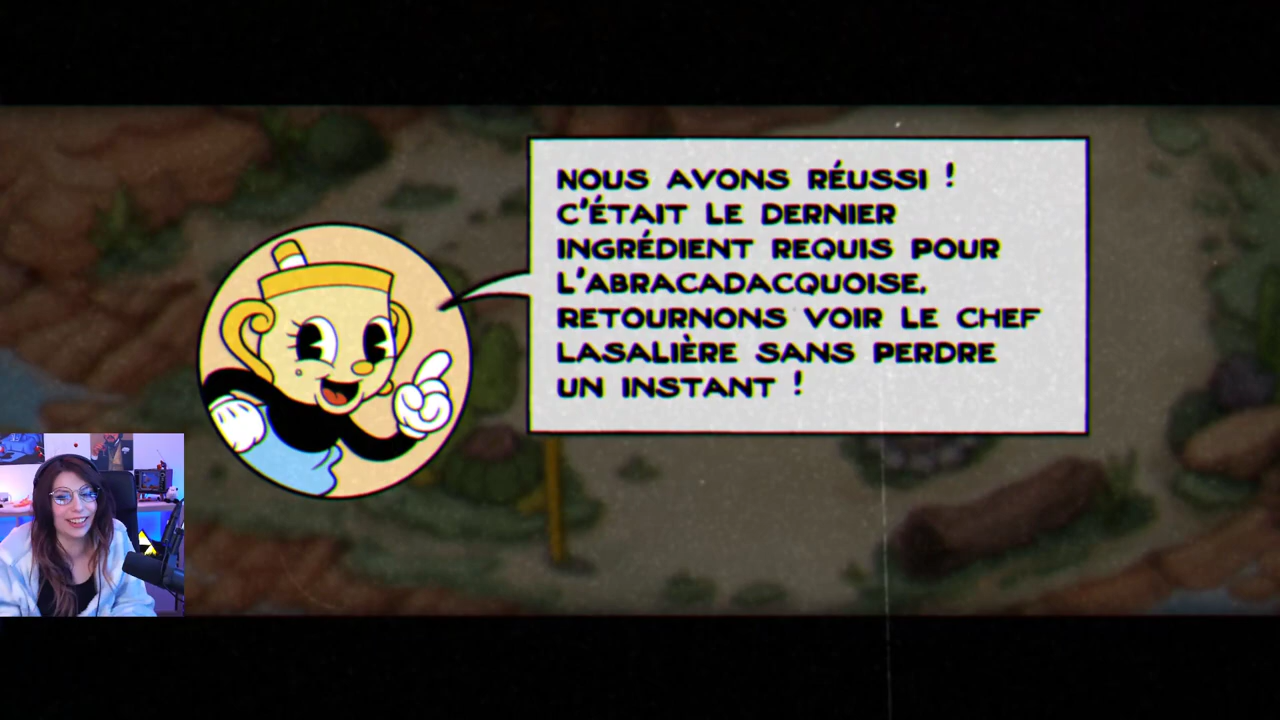 NOUS AVONS RÉUSSI !
C'ÉTAIT LE DERNIER
INGRÉDIENT REQUIS POUR
L'ABRACADACQUOISE.
RETOURNONS VOIR LE CHEF
LASALIÈRE SANS PERDRE
UN INSTANT !